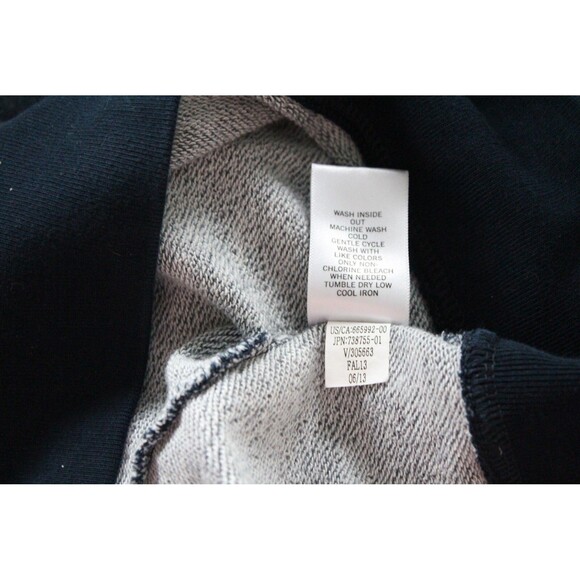 WASH INSIDE
OUT
MACHINE WASH
COLD
GENTLE CYCLE
WASH WITH
LIKE COLORS
ONLY NON-
CHLORINE BLEACH
WHEN NEEDED
TUMBLE DRY LOW
COOL IRON
US/CA:665992-00
JPN:738755-01
V/305663
FAL13
06/13